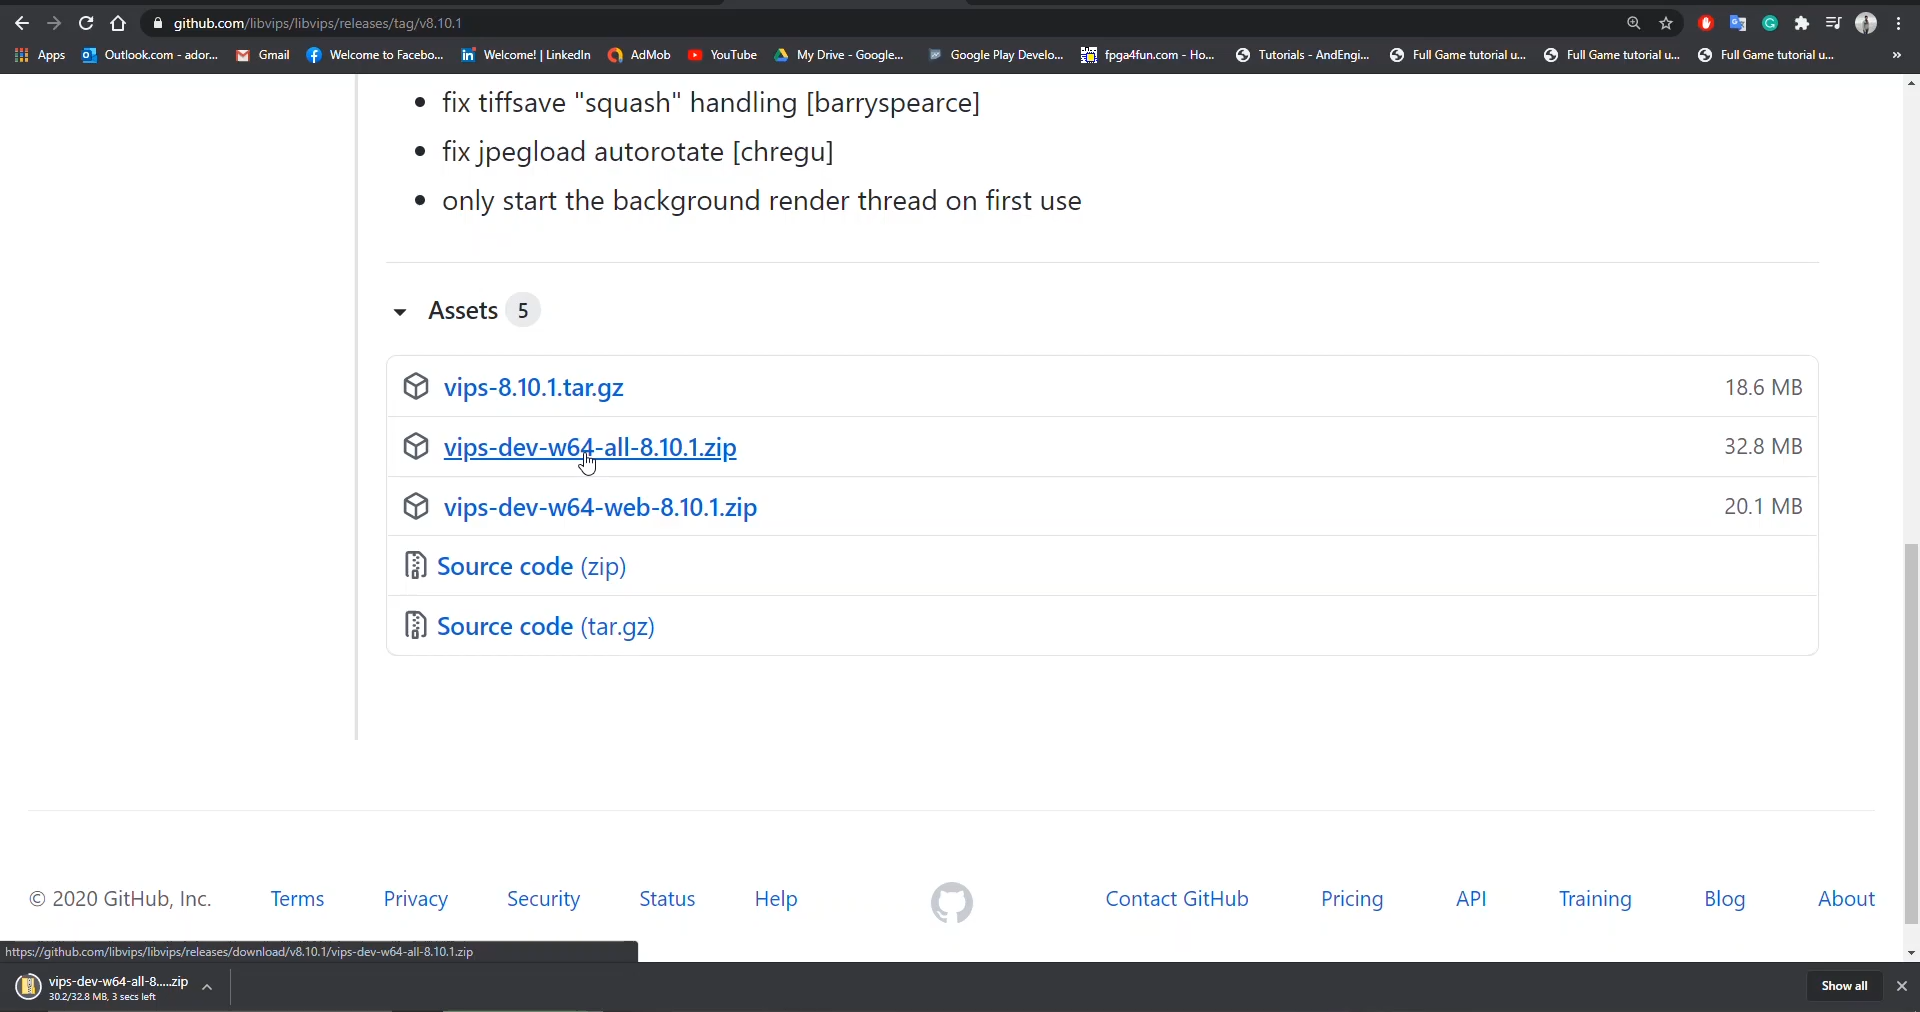 github.com/libvips/libvips/releases/tag/v8.10.1
Apps Outlook.com - ador... Gmail Welcome to Facebo... Welcome! | LinkedIn AdMob YouTube My Drive - Google... Google Play Develo... fpga4fun.com - Ho... Tutorials - AndEngi... Full Game tutorial u... Full Game tutorial u... Full Game tutorial u... »
• fix tiffsave "squash" handling [barryspearce]
• fix jpegload autorotate [chregu]
• only start the background render thread on first use
Assets 5
vips-8.10.1.tar.gz 18.6 MB
vips-dev-w64-all-8.10.1.zip 32.8 MB
vips-dev-w64-web-8.10.1.zip 20.1 MB
Source code (zip)
Source code (tar.gz)
© 2020 GitHub, Inc. Terms Privacy Security Status Help Contact GitHub Pricing API Training Blog About
https://github.com/libvips/libvips/releases/download/v8.10.1/vips-dev-w64-all-8.10.1.zip
vips-dev-w64-all-8.....zip
30.2/32.8 MB, 3 secs left
Show all